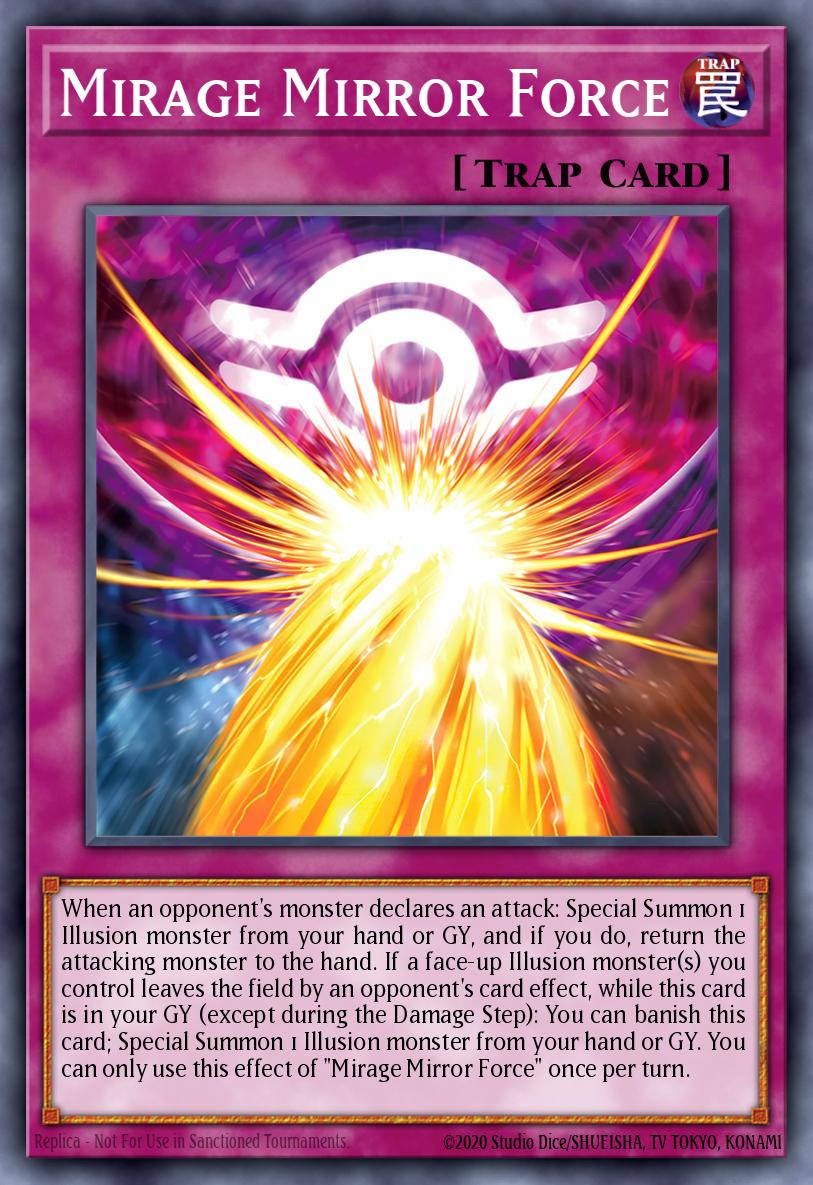 Mirage Mirror Force
TRAP
罠
[Trap Card]
When an opponent's monster declares an attack: Special Summon 1
Illusion monster from your hand or GY, and if you do, return the
attacking monster to the hand. If a face-up Illusion monster(s) you
control leaves the field by an opponent's card effect, while this card
is in your GY (except during the Damage Step): You can banish this
card; Special Summon 1 Illusion monster from your hand or GY. You
can only use this effect of "Mirage Mirror Force" once per turn.
Replica - Not For Use in Sanctioned Tournaments.
©2020 Studio Dice/SHUEISHA, TV TOKYO, KONAMI